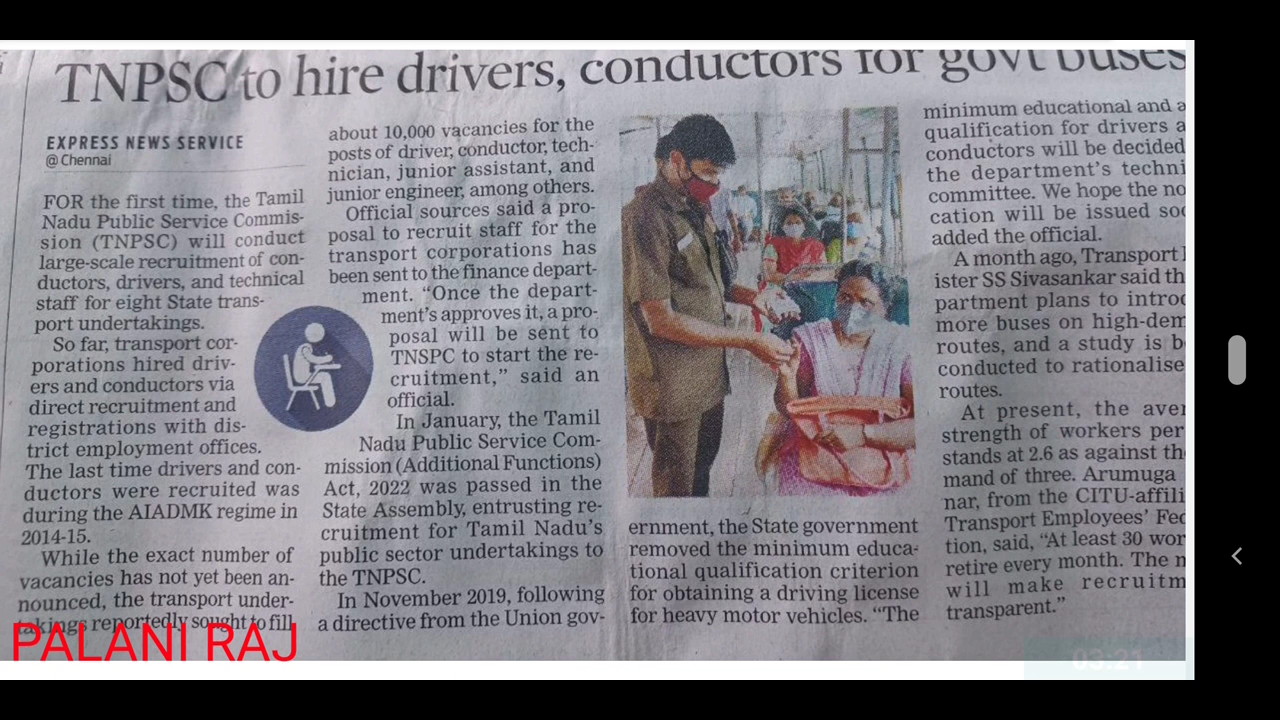 TNPSC to hire drivers, conductors for govt buses
EXPRESS NEWS SERVICE
@ Chennai
FOR the first time, the Tamil
Nadu Public Service Commis-
sion (TNPSC) will conduct
large-scale recruitment of con-
ductors, drivers, and technical
staff for eight State trans-
port undertakings.
So far, transport cor-
porations hired driv-
ers and conductors via
direct recruitment and
registrations with dis-
trict employment offices.
The last time drivers and con-
ductors were recruited was
during the AIADMK regime in
2014-15.
While the exact number of
vacancies has not yet been an-
nounced, the transport under-
takings reportedly sought to fill
about 10,000 vacancies for the
posts of driver, conductor, tech-
nician, junior assistant, and
junior engineer, among others.
Official sources said a pro-
posal to recruit staff for the
transport corporations has
been sent to the finance depart-
ment. “Once the depart-
ment’s approves it, a pro-
posal will be sent to
TNSPC to start the re-
cruitment,” said an
official.
In January, the Tamil
Nadu Public Service Com-
mission (Additional Functions)
Act, 2022 was passed in the
State Assembly, entrusting re-
cruitment for Tamil Nadu’s
public sector undertakings to
the TNPSC.
In November 2019, following
a directive from the Union gov-
ernment, the State government
removed the minimum educa-
tional qualification criterion
for obtaining a driving license
for heavy motor vehicles. “The
minimum educational and a
qualification for drivers a
conductors will be decided
the department’s techni
committee. We hope the no
cation will be issued soo
added the official.
A month ago, Transport
ister SS Sivasankar said th
partment plans to introd
more buses on high-dem
routes, and a study is b
conducted to rationalise
routes.
At present, the aver
strength of workers per
stands at 2.6 as against th
mand of three. Arumuga
nar, from the CITU-affili
Transport Employees’ Fed
tion, said, “At least 30 wor
retire every month. The n
will make recruitm
transparent.”
PALANI RAJ
03:21